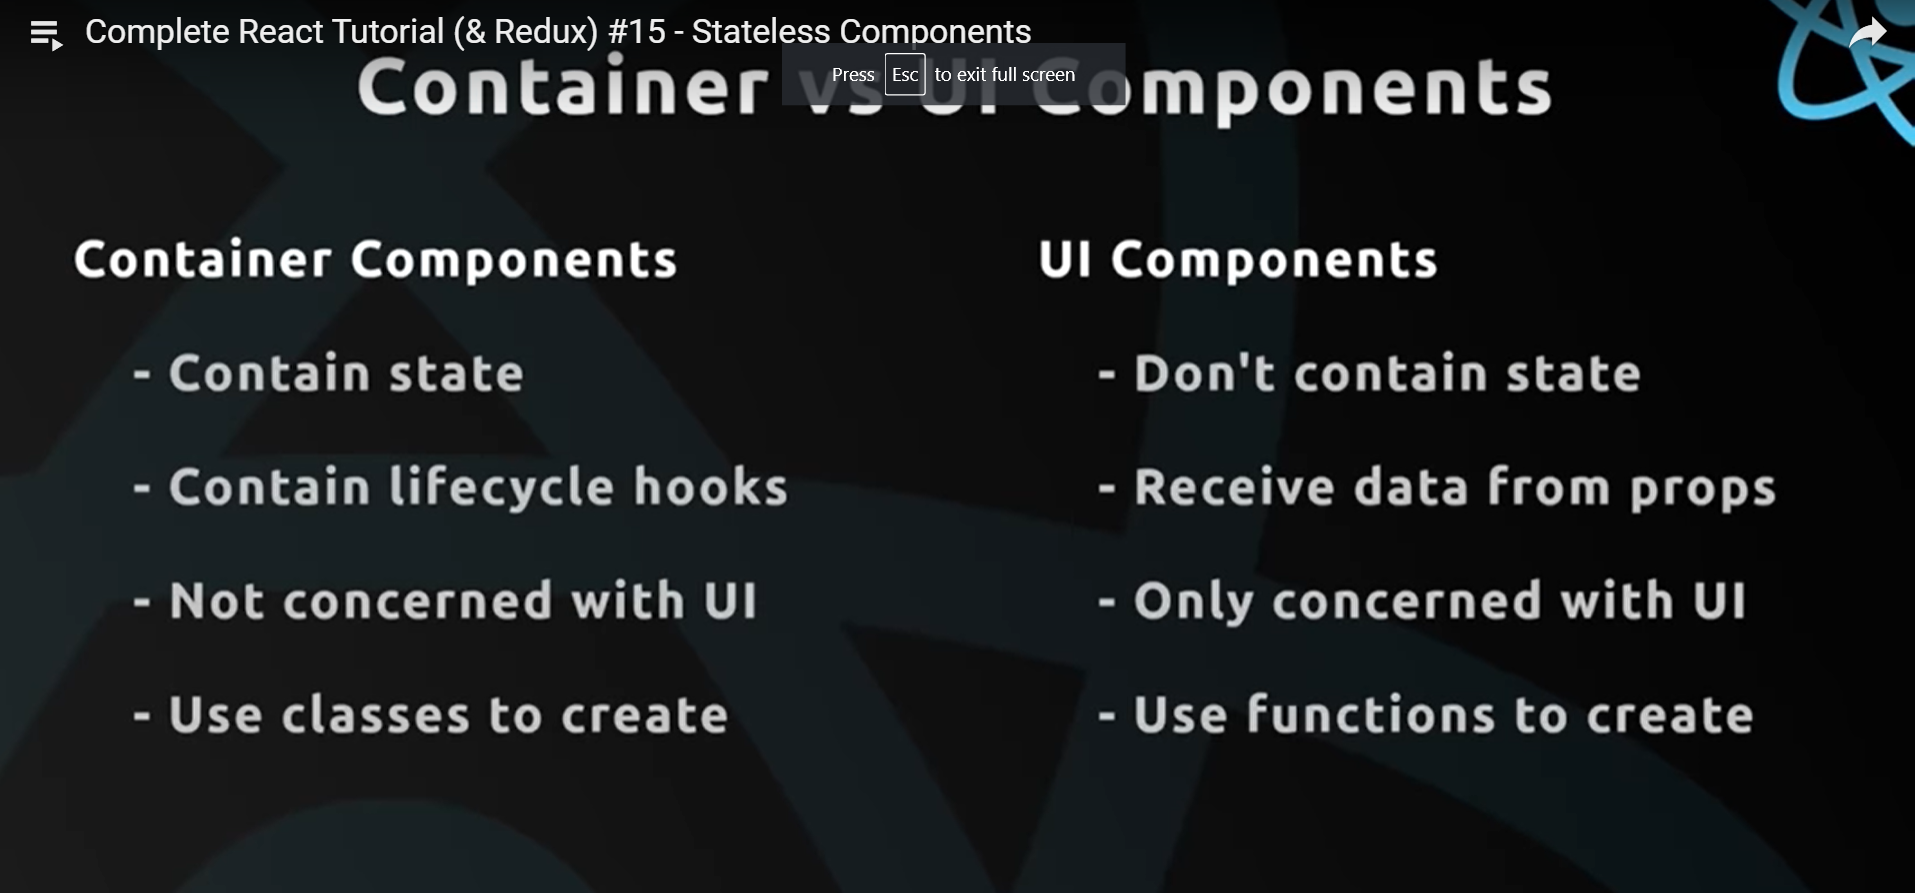 Complete React Tutorial (& Redux) #15 - Stateless Components
Press Esc to exit full screen
Container vs UI Components
Container Components
- Contain state
- Contain lifecycle hooks
- Not concerned with UI
- Use classes to create
UI Components
- Don't contain state
- Receive data from props
- Only concerned with UI
- Use functions to create